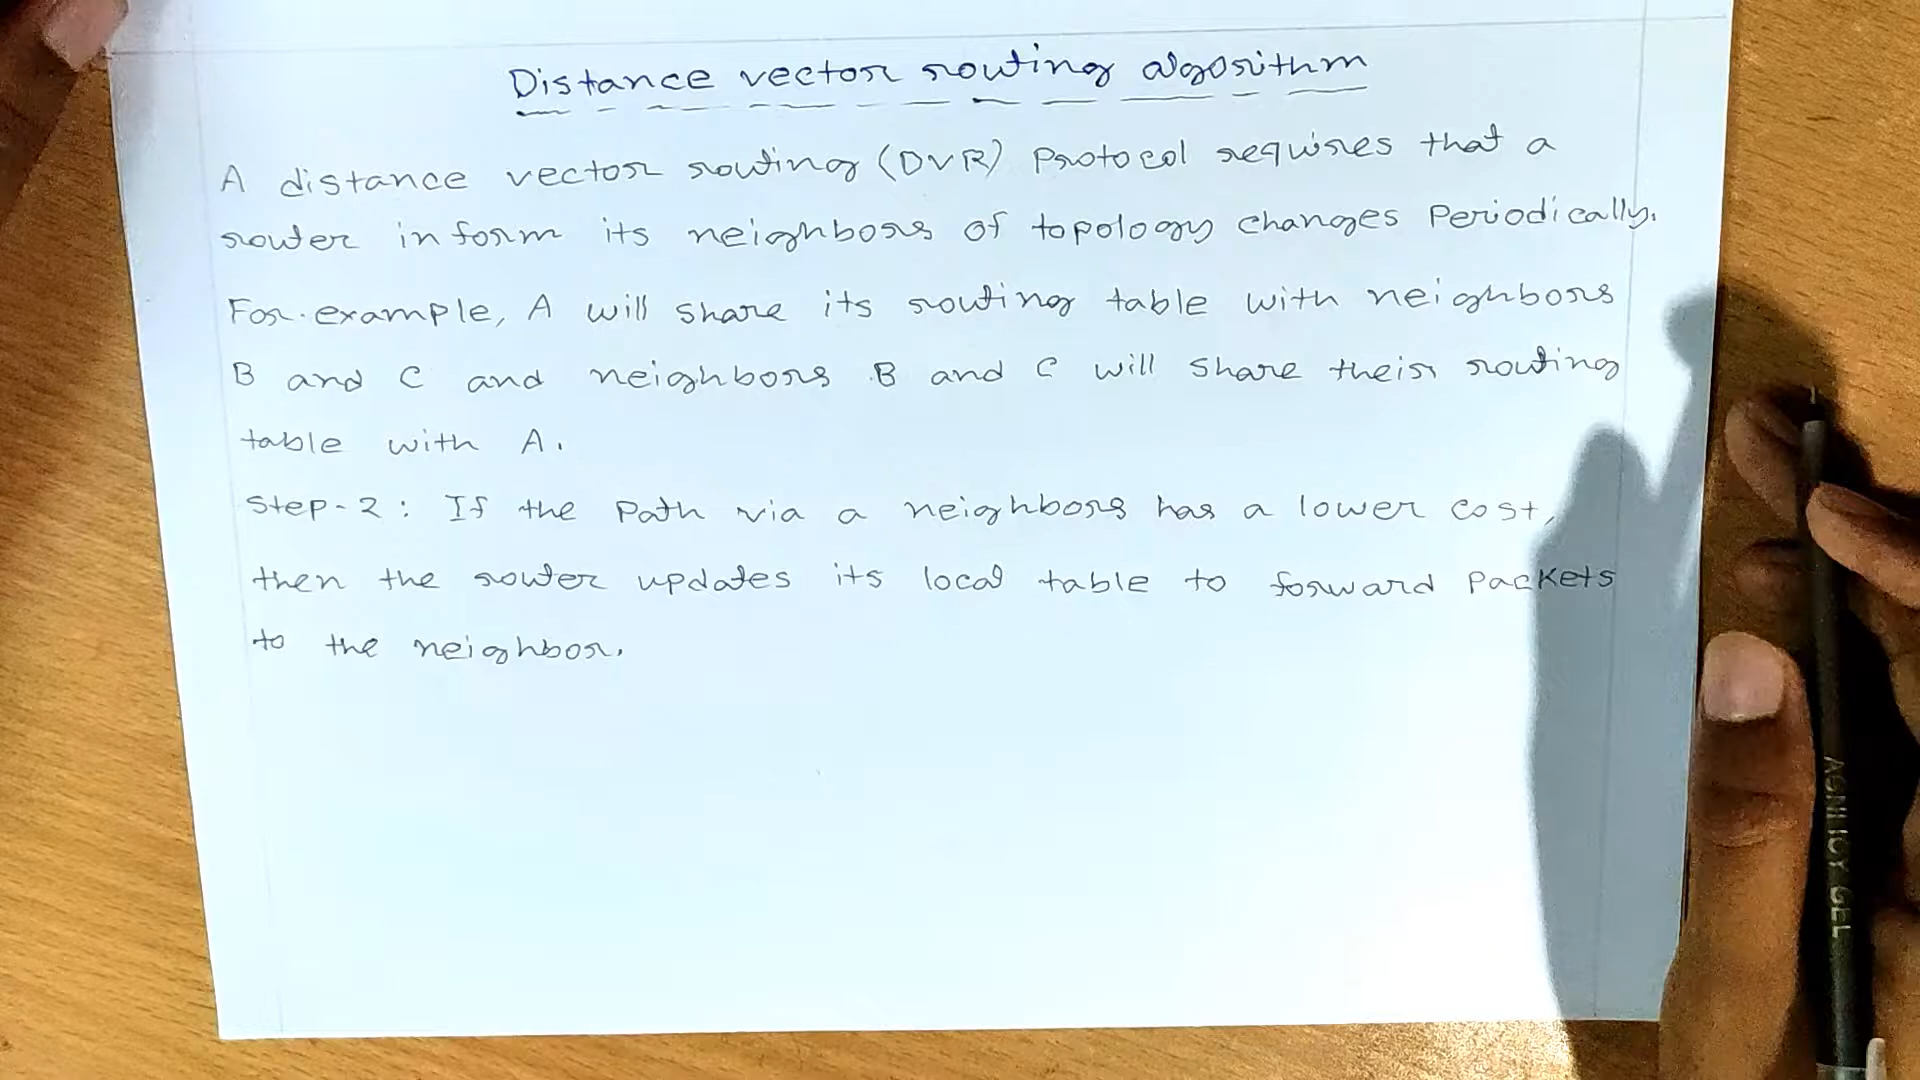 Distance vector routing algorithm
A distance vector routing (DVR) Protocol requires that a
router inform its neighbors of topology changes Periodically.
For example, A will share its routing table with neighbors
B and C and neighbors B and C will share their routing
table with A.
Step-2: If the Path via a neighbors has a lower cost,
then the router updates its local table to forward Packets
to the neighbor.
GEL